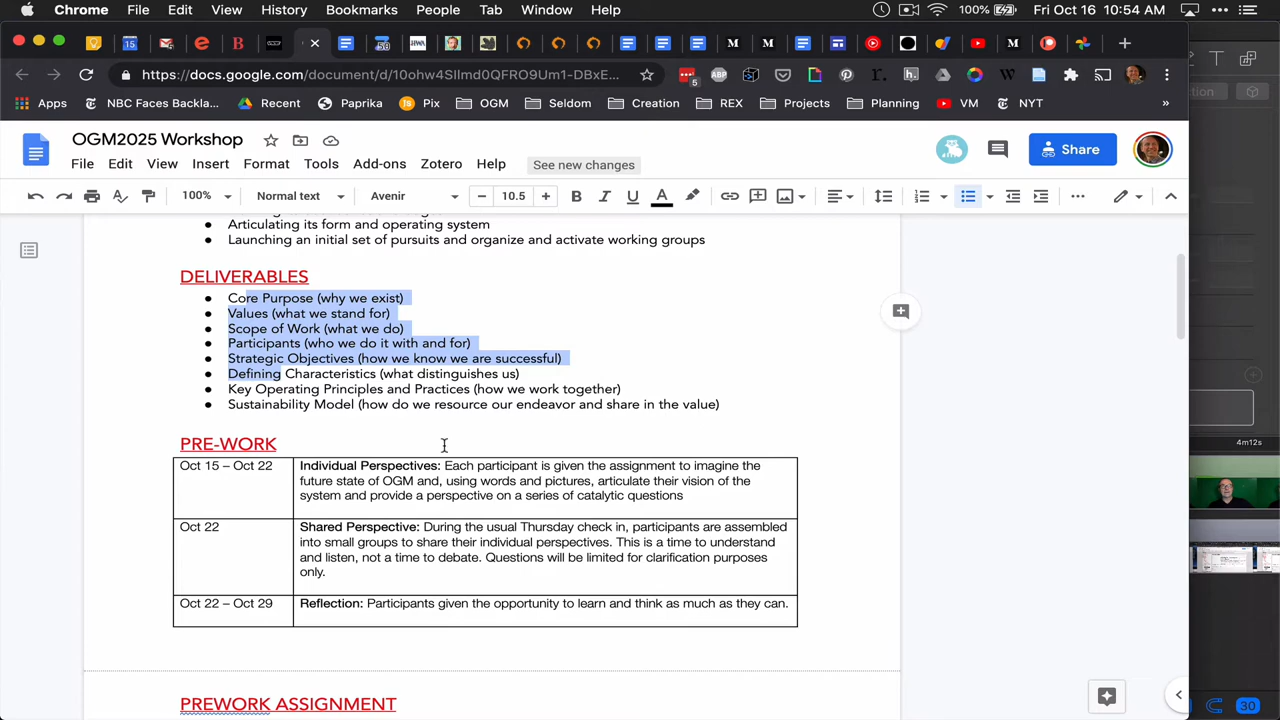 Chrome File Edit View History Bookmarks People Tab Window Help 100% Fri Oct 16 10:54 AM
https://docs.google.com/document/d/10ohw4SIlmd0QFRO9Um1-DBxE...
Apps NBC Faces Backla... Recent Paprika Pix OGM Seldom Creation REX Projects Planning VM NYT »
OGM2025 Workshop
Share
File Edit View Insert Format Tools Add-ons Zotero Help See new changes
100% Normal text Avenir 10.5
Articulating its form and operating system
Launching an initial set of pursuits and organize and activate working groups
DELIVERABLES
Core Purpose (why we exist)
Values (what we stand for)
Scope of Work (what we do)
Participants (who we do it with and for)
Strategic Objectives (how we know we are successful)
Defining Characteristics (what distinguishes us)
Key Operating Principles and Practices (how we work together)
Sustainability Model (how do we resource our endeavor and share in the value)
PRE-WORK
Oct 15 – Oct 22 Individual Perspectives: Each participant is given the assignment to imagine the
future state of OGM and, using words and pictures, articulate their vision of the
system and provide a perspective on a series of catalytic questions
Oct 22 Shared Perspective: During the usual Thursday check in, participants are assembled
into small groups to share their individual perspectives. This is a time to understand
and listen, not a time to debate. Questions will be limited for clarification purposes
only.
Oct 22 – Oct 29 Reflection: Participants given the opportunity to learn and think as much as they can.
PREWORK ASSIGNMENT
4m12s
30